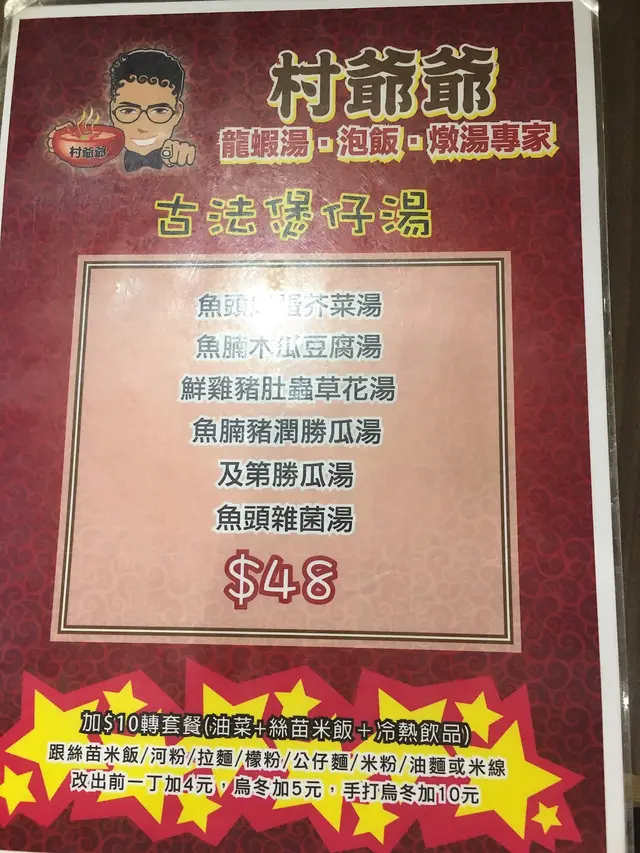 村爺爺
村爺爺
龍蝦湯·泡飯·燉湯專家
古法煲仔湯
魚頭蛋芥菜湯
魚腩木瓜豆腐湯
鮮雞豬肚蟲草花湯
魚腩豬潤勝瓜湯
及第勝瓜湯
魚頭雜菌湯
$48
加$10轉套餐(油菜+絲苗米飯+冷熱飲品)
跟絲苗米飯/河粉/拉麵/檬粉/公仔麵/米粉/油麵或米線
改出前一丁加4元,烏冬加5元,手打烏冬加10元